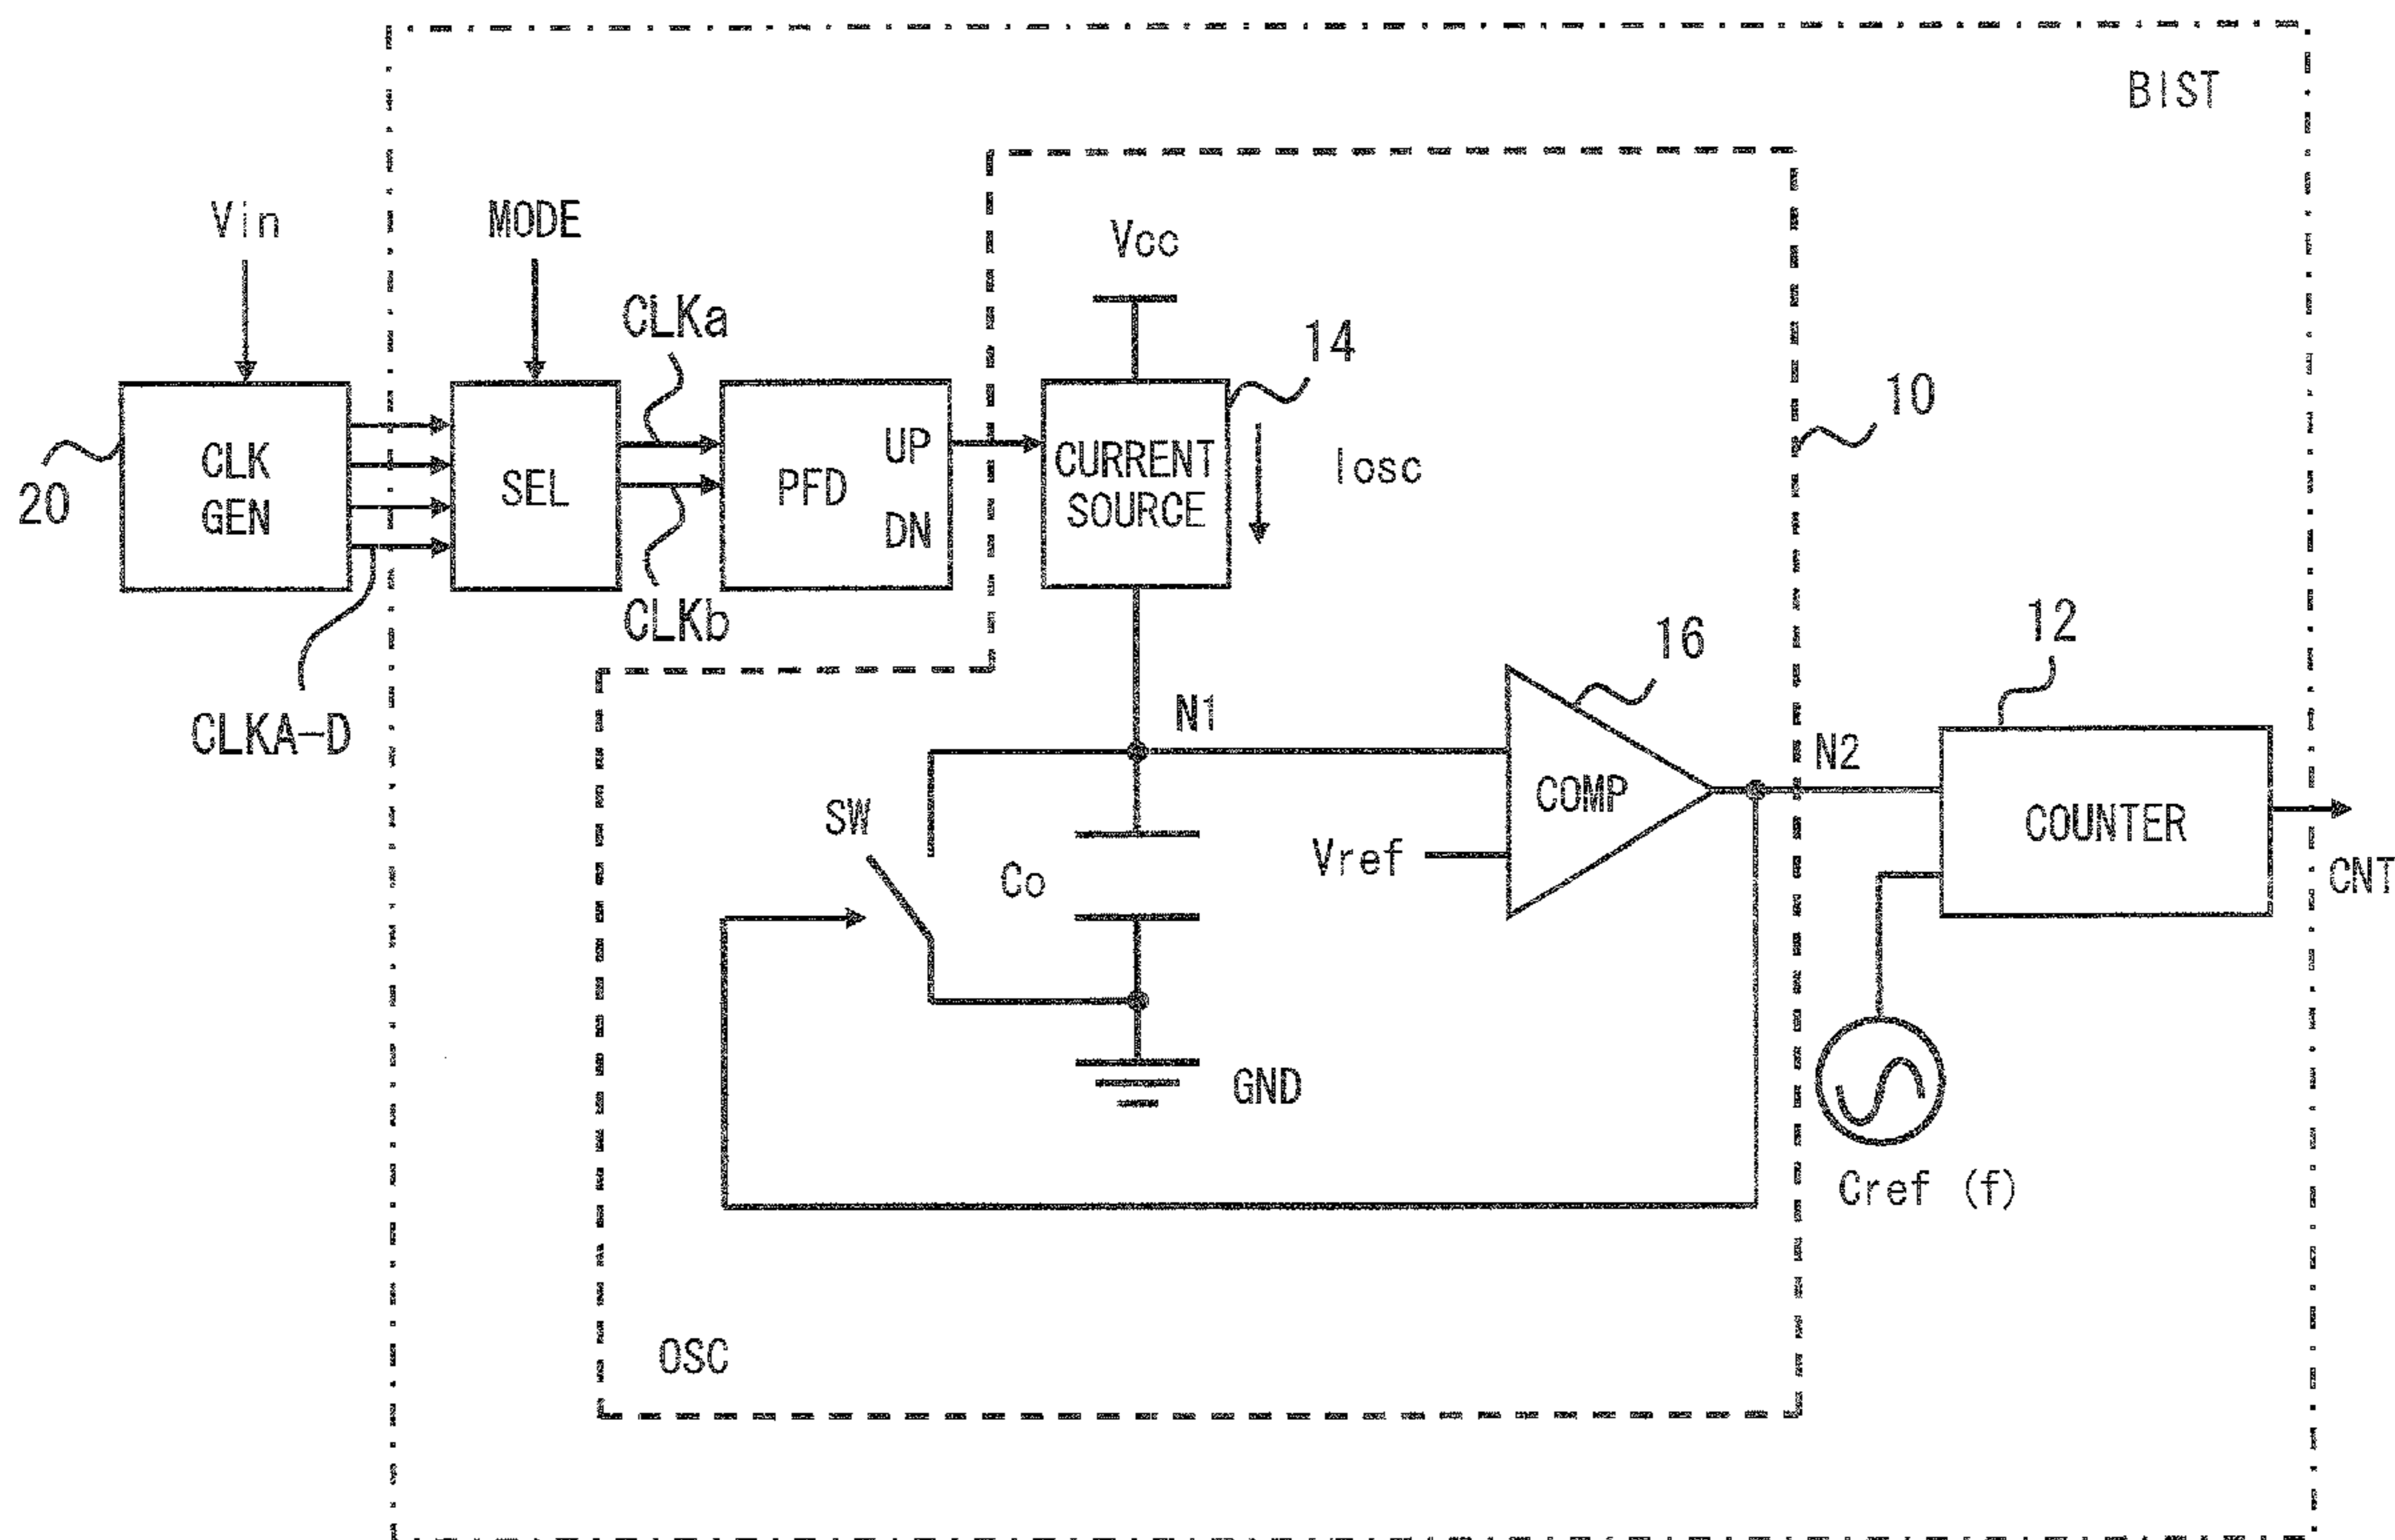 BIST
Vin
MODE
Vcc
CLKa
14
10
CLK
GEN
20
SEL
PFD
UP
DN
CURRENT
SOURCE
Iosc
CLKb
CLKA-D
N1
16
12
N2
SW
Co
COMP
Vref
COUNTER
CNT
GND
Cref (f)
OSC